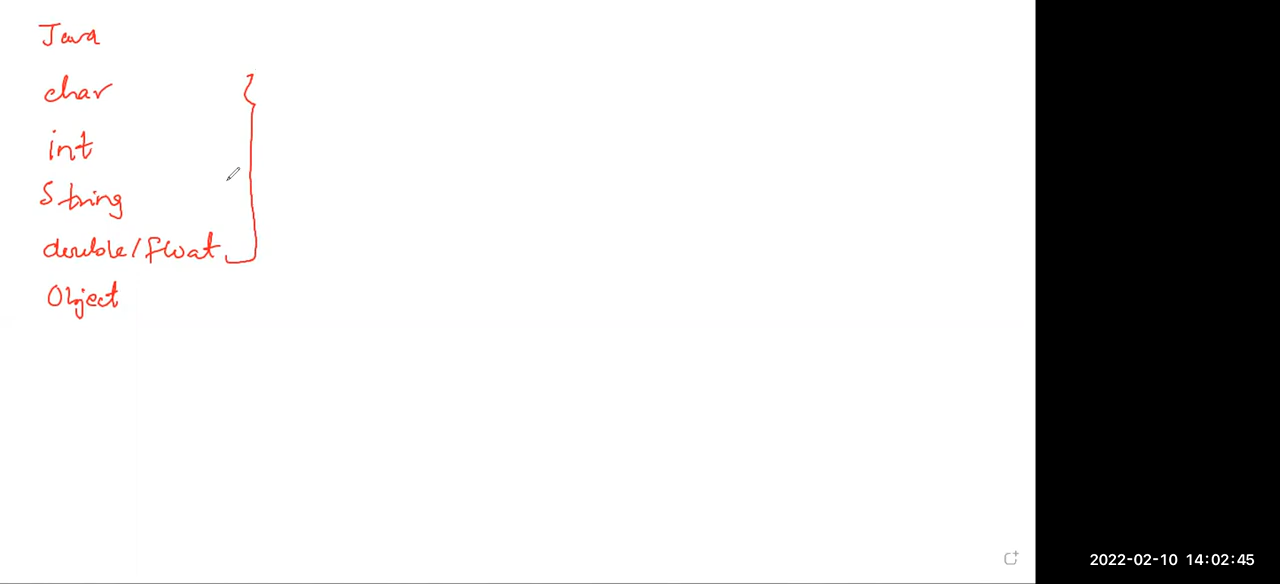 Java
char
int
String
double/float
Object
2022-02-10 14:02:45